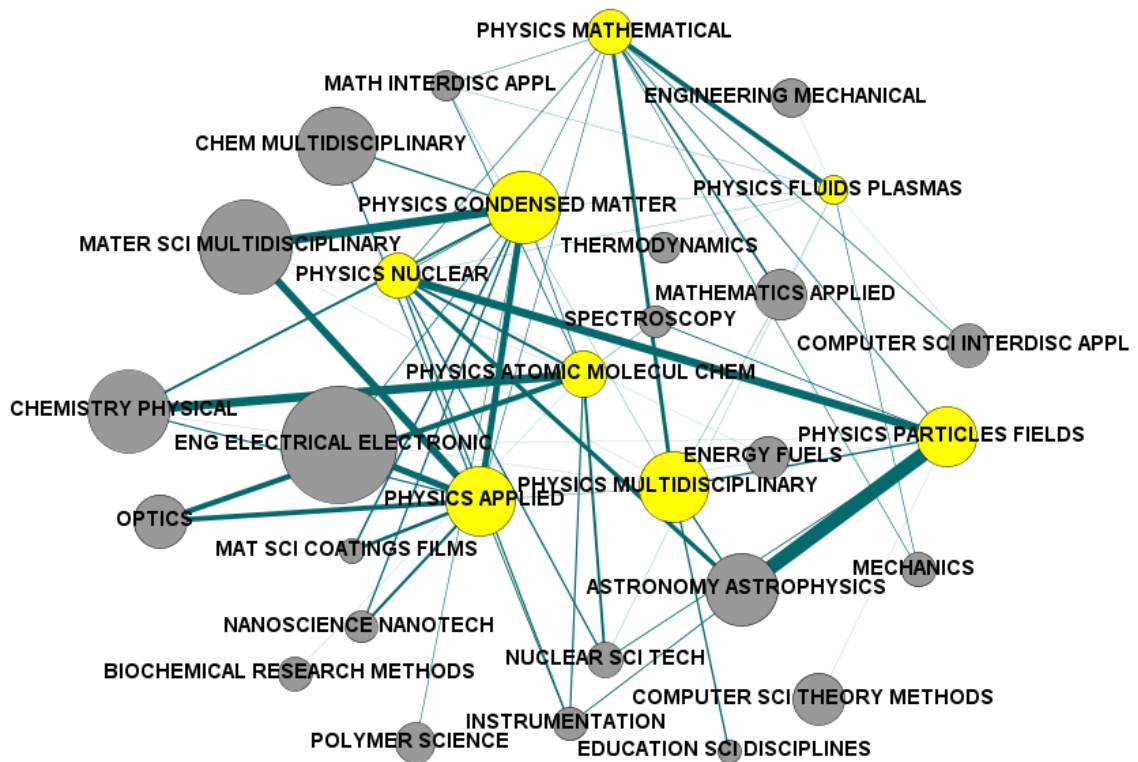 PHYSICS MATHEMATICAL
MATH INTERDISC APPL
ENGINEERING MECHANICAL
CHEM MULTIDISCIPLINARY
PHYSICS FLUIDS PLASMAS
PHYSICS CONDENSED MATTER
MATER SCI MULTIDISCIPLINARY
THERMODYNAMICS
PHYSICS NUCLEAR
MATHEMATICS APPLIED
SPECTROSCOPY
COMPUTER SCI INTERDISC APPL
PHYSICS ATOMIC MOLECUL CHEM
CHEMISTRY PHYSICAL
PHYSICS PARTICLES FIELDS
ENG ELECTRICAL ELECTRONIC
ENERGY FUELS
PHYSICS MULTIDISCIPLINARY
PHYSICS APPLIED
OPTICS
MAT SCI COATINGS FILMS
MECHANICS
ASTRONOMY ASTROPHYSICS
NANOSCIENCE NANOTECH
NUCLEAR SCI TECH
BIOCHEMICAL RESEARCH METHODS
COMPUTER SCI THEORY METHODS
INSTRUMENTATION
POLYMER SCIENCE
EDUCATION SCI DISCIPLINES